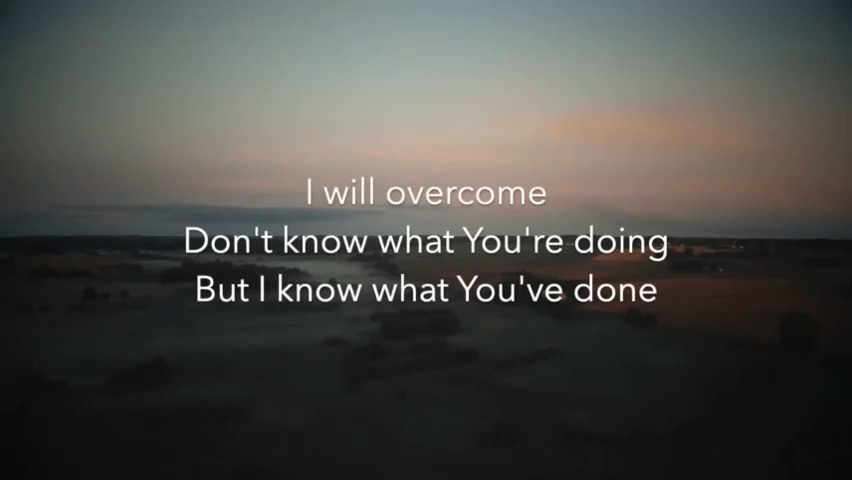 I will overcome
Don't know what You're doing
But I know what You've done